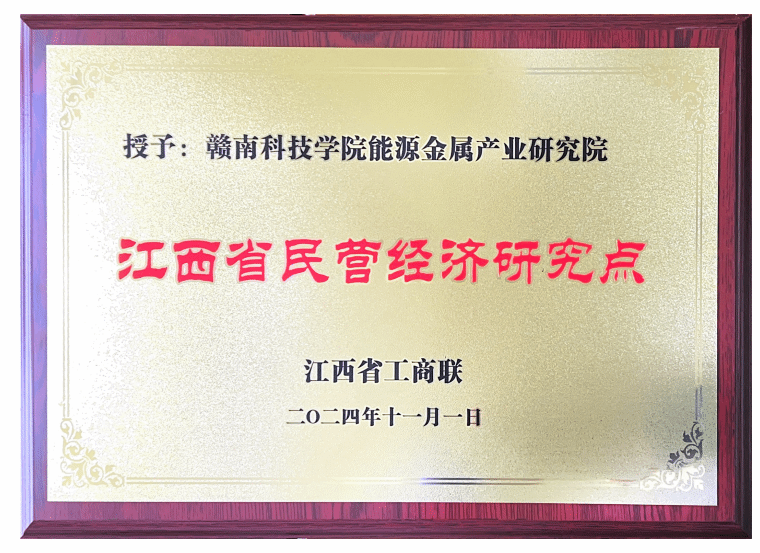 授予：赣南科技学院能源金属产业研究院
江西省民营经济研究点
江西省工商联
二〇二四年十一月一日